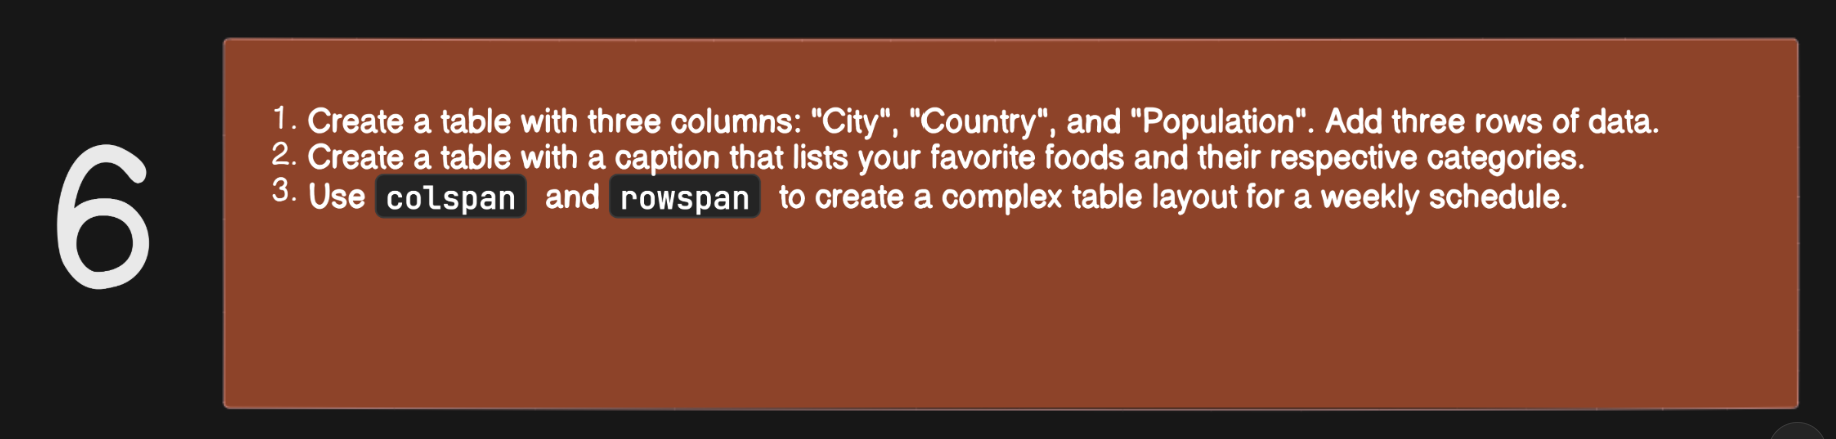 6
1. Create a table with three columns: "City", "Country", and "Population". Add three rows of data.
2. Create a table with a caption that lists your favorite foods and their respective categories.
3. Use colspan and rowspan to create a complex table layout for a weekly schedule.